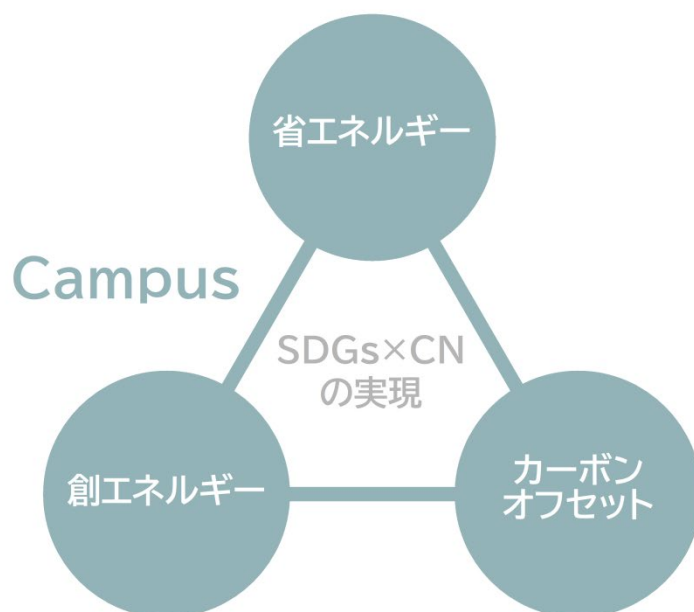 省エネルギー
Campus
SDGs×CN
の実現
創エネルギー
カーボン
オフセット